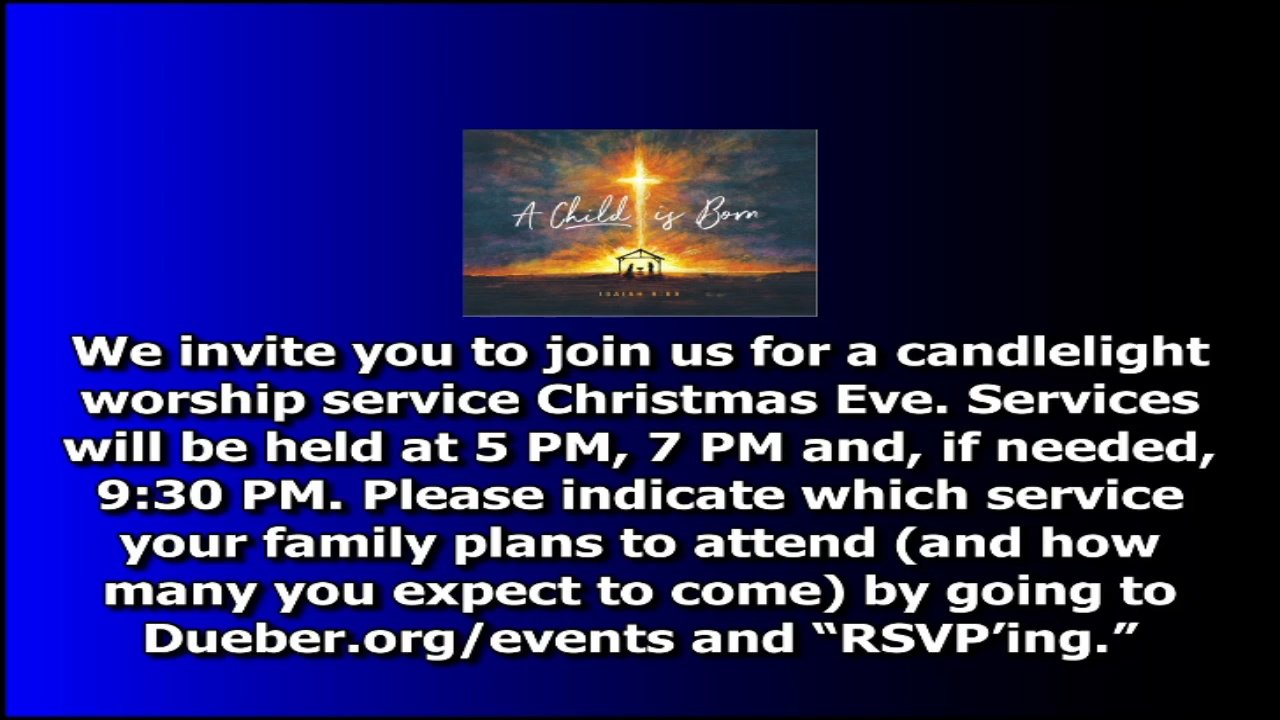 A Child is Born
We invite you to join us for a candlelight
worship service Christmas Eve. Services
will be held at 5 PM, 7 PM and, if needed,
9:30 PM. Please indicate which service
your family plans to attend (and how
many you expect to come) by going to
Dueber.org/events and “RSVP’ing.”